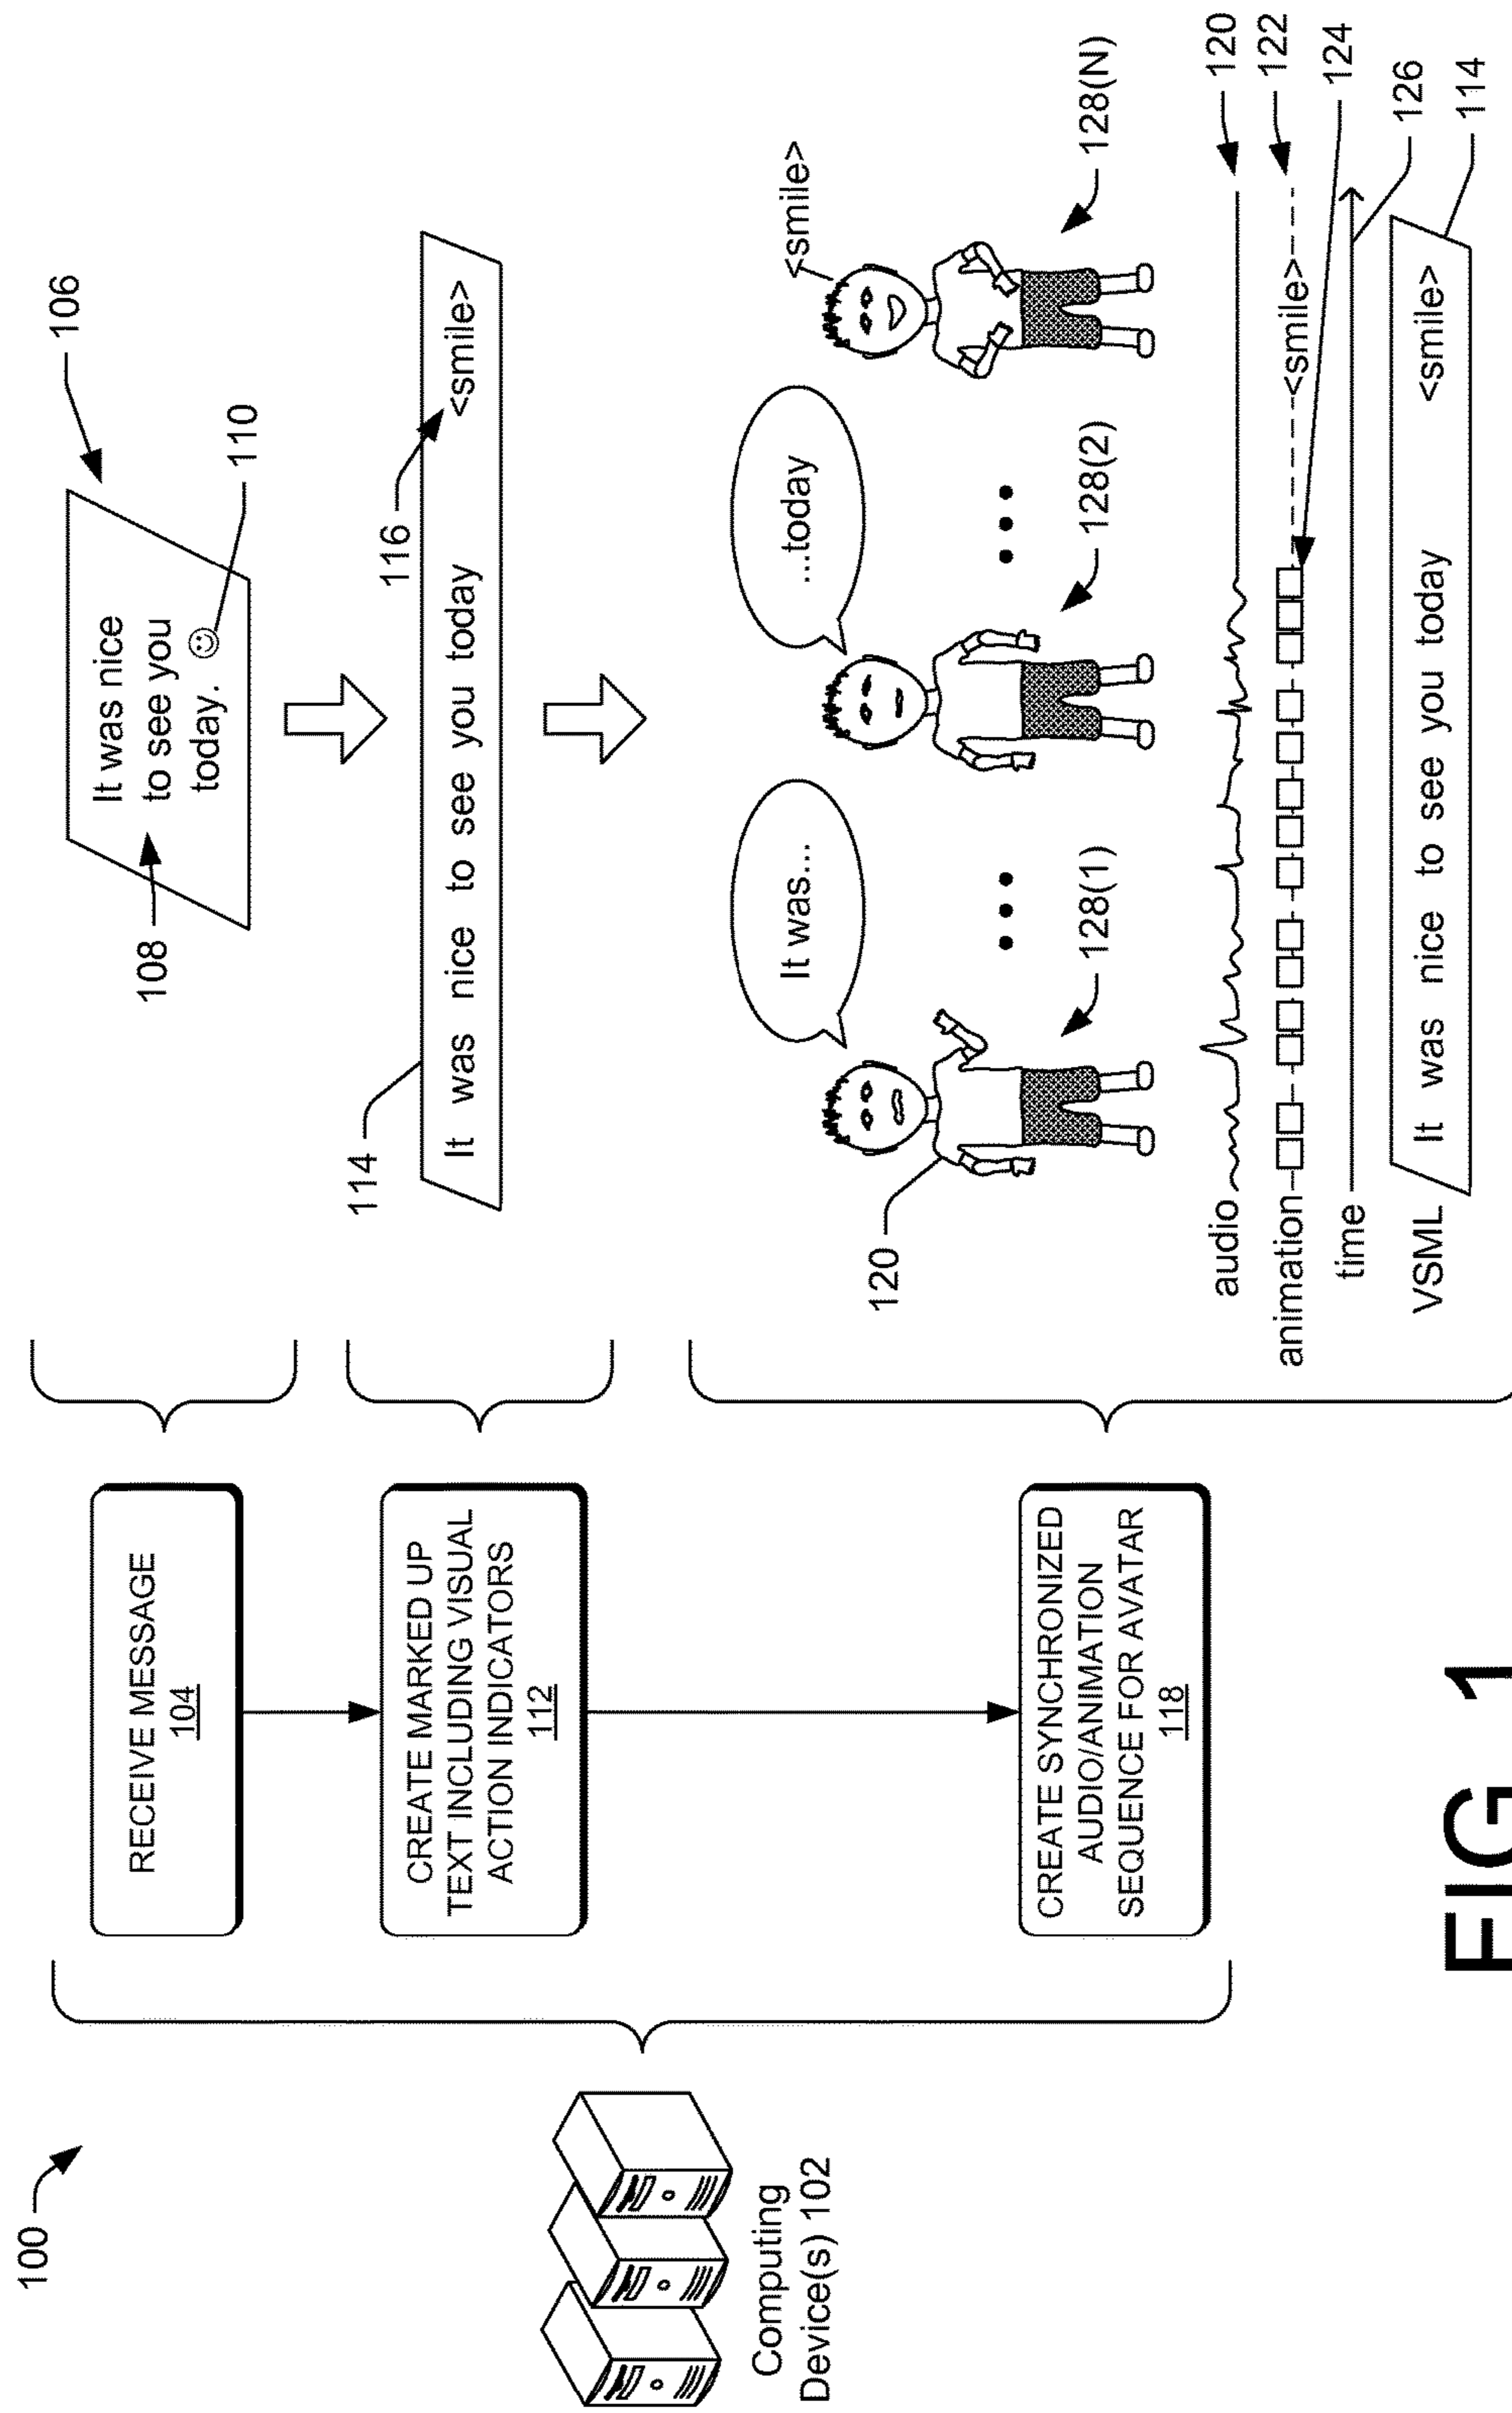 100
Computing
Device(s) 102
RECEIVE MESSAGE
104
CREATE MARKED UP
TEXT INCLUDING VISUAL
ACTION INDICATORS
112
CREATE SYNCHRONIZED
AUDIO/ANIMATION
SEQUENCE FOR AVATAR
118
106
108
It was nice
to see you
today. ☺
110
114
116
It was nice to see you today <smile>
120
It was...
...today
<smile>
128(1)
128(2)
128(N)
audio
120
animation
<smile>
122
124
time
126
VSML
It was nice to see you today <smile>
114
FIG. 1